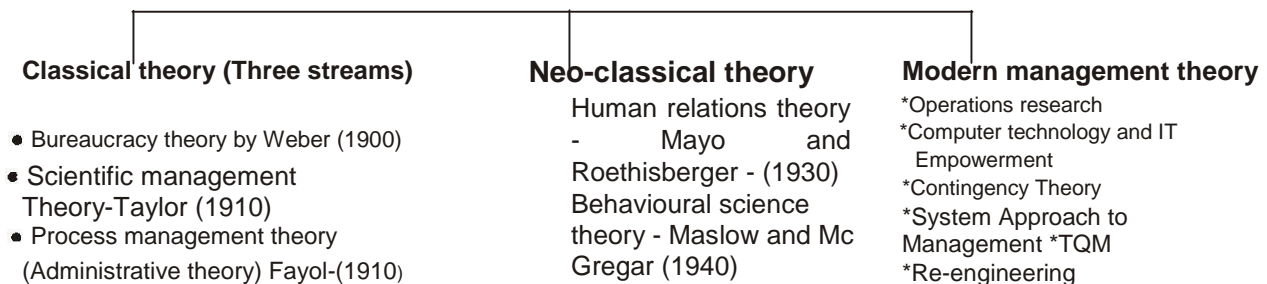 Classical theory (Three streams)
• Bureaucracy theory by Weber (1900)
• Scientific management
Theory-Taylor (1910)
• Process management theory
(Administrative theory) Fayol-(1910)
Neo-classical theory
Human relations theory
- Mayo and
Roethisberger - (1930)
Behavioural science
theory - Maslow and Mc
Gregar (1940)
Modern management theory
*Operations research
*Computer technology and IT
Empowerment
*Contingency Theory
*System Approach to
Management *TQM
*Re-engineering